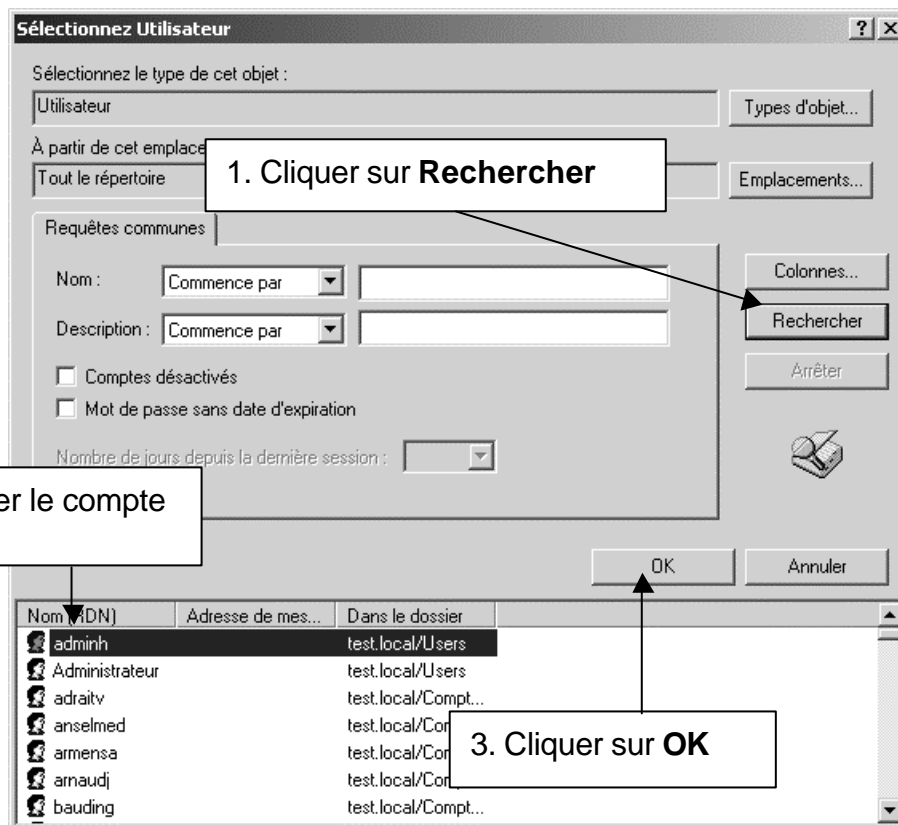 Sélectionnez Utilisateur
Sélectionnez le type de cet objet :
Utilisateur
Types d'objet...
À partir de cet emplace
Tout le répertoire
Emplacements...
1. Cliquer sur Rechercher
Requêtes communes
Nom :
Commence par
Colonnes...
Description :
Commence par
Rechercher
Comptes désactivés
Arrêter
Mot de passe sans date d'expiration
Nombre de jours depuis la dernière session :
er le compte
OK
Annuler
Nom (RDN)
Adresse de mes...
Dans le dossier
adminh
test.local/Users
Administrateur
test.local/Users
adraitv
test.local/Compt...
anselmed
test.local/Co
armensa
test.local/Co
arnaudj
test.local/Co
bauding
test.local/Compt...
3. Cliquer sur OK